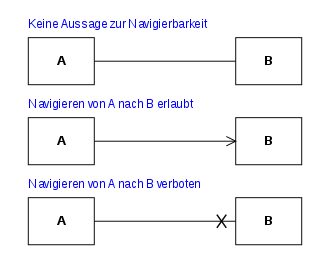 Keine Aussage zur Navigierbarkeit
A B
Navigieren von A nach B erlaubt
A B
Navigieren von A nach B verboten
A B